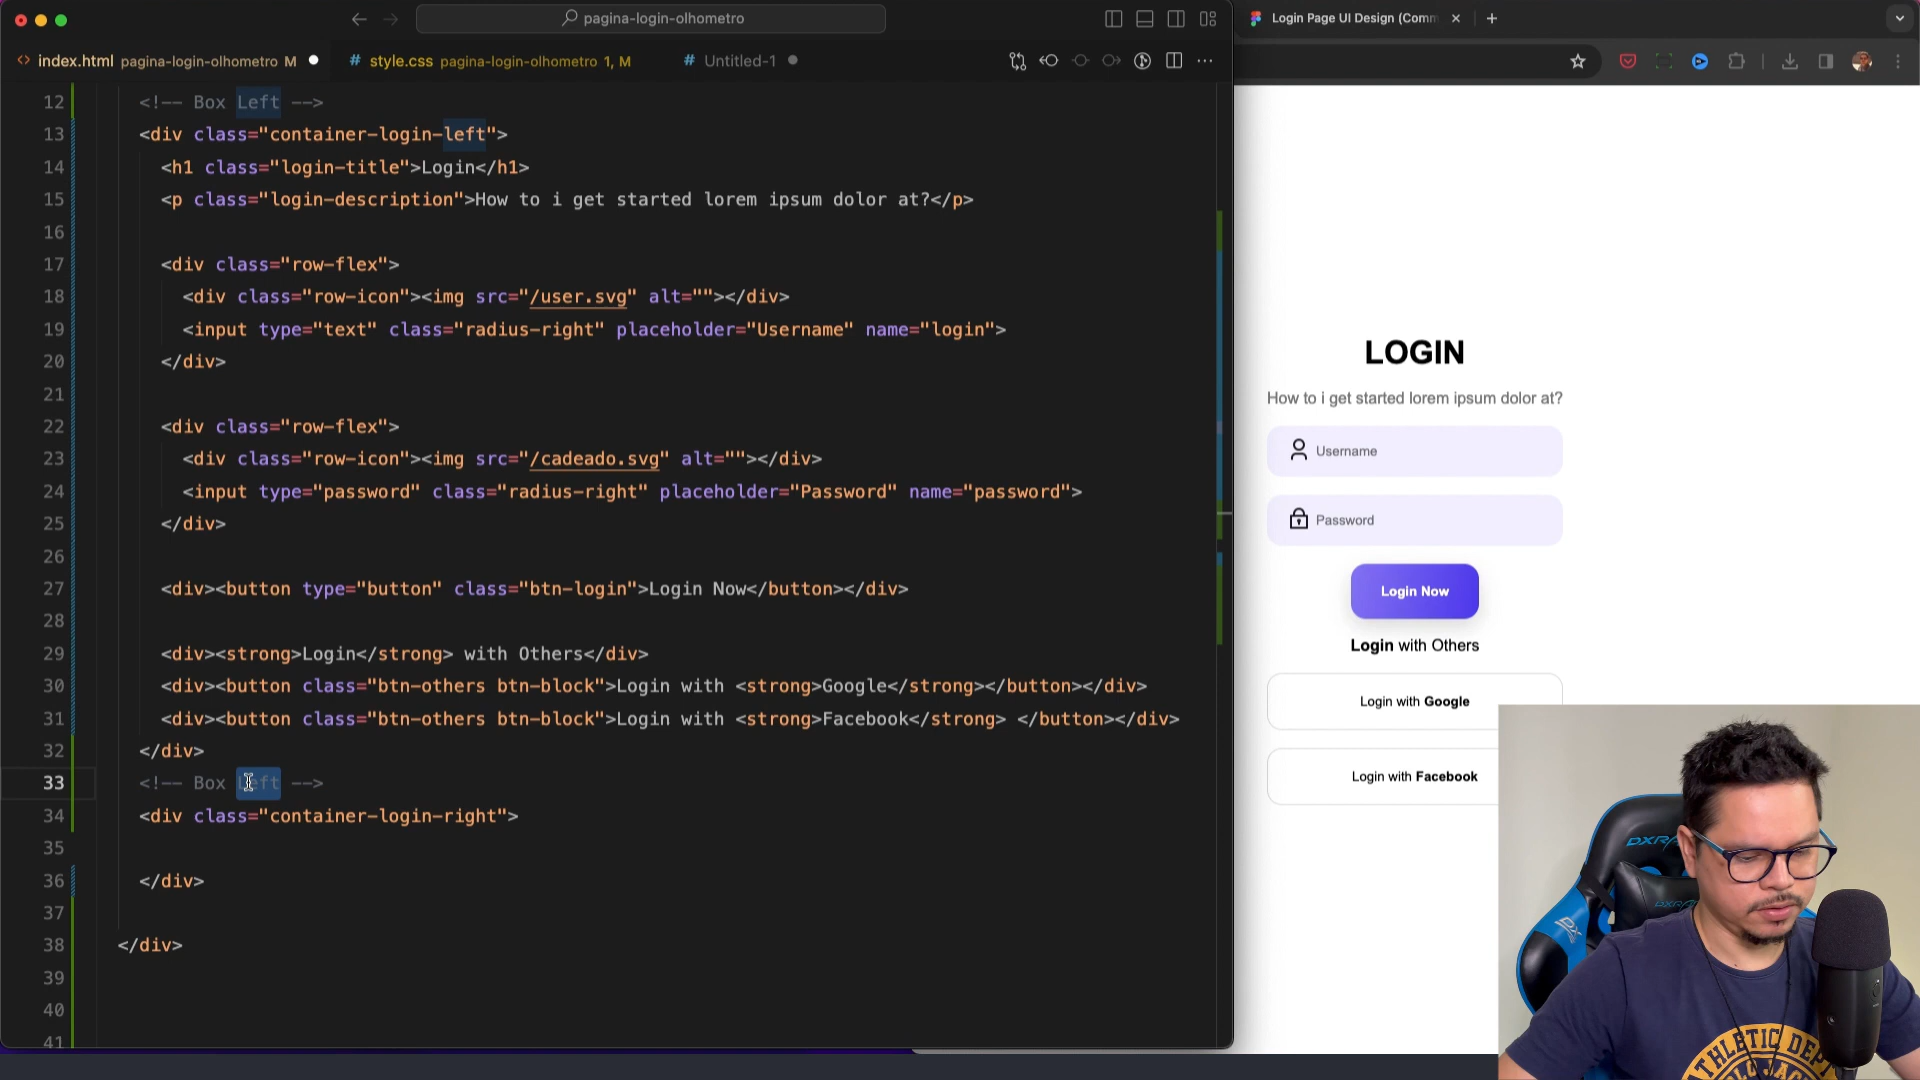 pagina-login-olhometro
Login Page UI Design (Comm
index.html pagina-login-olhometro M
# style.css pagina-login-olhometro 1, M
# Untitled-1
12 <!-- Box Left -->
13 <div class="container-login-left">
14 <h1 class="login-title">Login</h1>
15 <p class="login-description">How to i get started lorem ipsum dolor at?</p>
16
17 <div class="row-flex">
18 <div class="row-icon"><img src="/user.svg" alt=""></div>
19 <input type="text" class="radius-right" placeholder="Username" name="login">
20 </div>
21
22 <div class="row-flex">
23 <div class="row-icon"><img src="/cadeado.svg" alt=""></div>
24 <input type="password" class="radius-right" placeholder="Password" name="password">
25 </div>
26
27 <div><button type="button" class="btn-login">Login Now</button></div>
28
29 <div><strong>Login</strong> with Others</div>
30 <div><button class="btn-others btn-block">Login with <strong>Google</strong></button></div>
31 <div><button class="btn-others btn-block">Login with <strong>Facebook</strong> </button></div>
32 </div>
33 <!-- Box Left -->
34 <div class="container-login-right">
35
36 </div>
37
38 </div>
39
40
41
LOGIN
How to i get started lorem ipsum dolor at?
Username
Password
Login Now
Login with Others
Login with Google
Login with Facebook
DXRA
ATHLETIC DEP